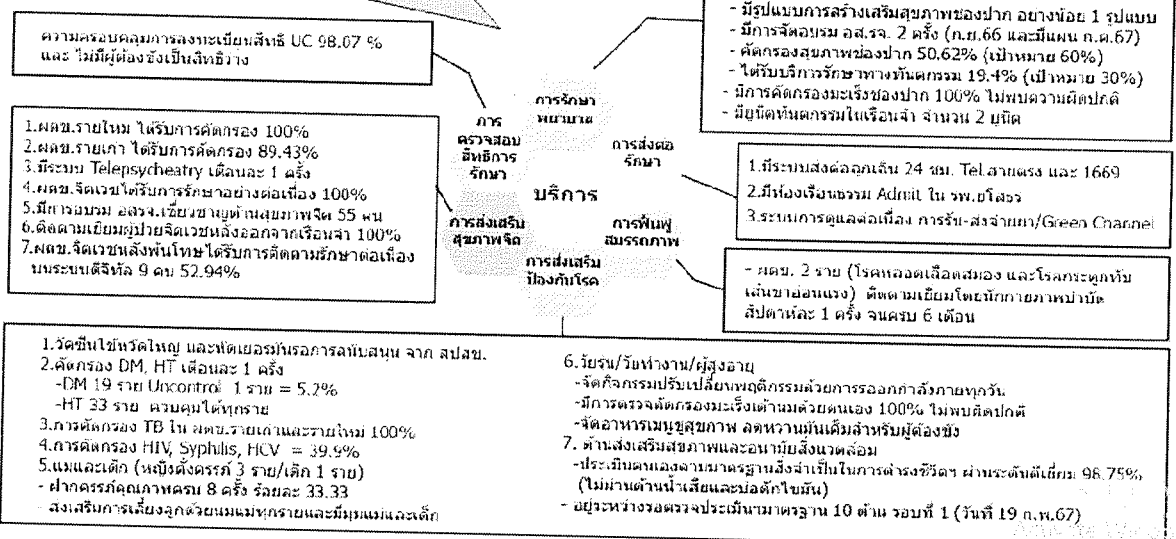 ความครอบคลุมการลงทะเบียนสิทธิ UC 98.07 %
และ ไม่มีผู้ต้องขังเป็นสิทธิว่าง
1.ผตข.รายใหม่ ได้รับการคัดกรอง 100%
2.ผตข.รายเก่า ได้รับการคัดกรอง 89.43%
3.มีระบบ Telepsycheatry เดือนละ 1 ครั้ง
4.ผตข.จิตเวชได้รับการรักษาอย่างต่อเนื่อง 100%
5.มีการอบรม อสรจ.เชี่ยวชาญด้านสุขภาพจิต 55 คน
6.ติดตามเยี่ยมผู้ป่วยจิตเวชหลังออกจากเรือนจำ 100%
7.ผตข.จิตเวชหลังพ้นโทษได้รับการติดตามรักษาต่อเนื่อง
บนระบบดิจิทัล 9 คน 52.94%
การรักษา
พยาบาล
การ
ตรวจสอบ
สิทธิการ
รักษา
การส่งต่อ
รักษา
บริการ
การส่งเสริม
สุขภาพจิต
การฟื้นฟู
สมรรถภาพ
การส่งเสริม
ป้องกันโรค
- มีรูปแบบการสร้างเสริมสุขภาพช่องปาก อย่างน้อย 1 รูปแบบ
- มีการจัดอบรม อส.รจ. 2 ครั้ง (ก.ย.66 และมีแผน ก.ค.67)
- คัดกรองสุขภาพช่องปาก 50.62% (เป้าหมาย 60%)
- ได้รับบริการรักษาทางทันตกรรม 19.4% (เป้าหมาย 30%)
- มีการคัดกรองมะเร็งช่องปาก 100% ไม่พบความผิดปกติ
- มียูนิตทันตกรรมในเรือนจำ จำนวน 2 ยูนิต
1.มีระบบส่งต่อฉุกเฉิน 24 ชม. Tel.สายตรง และ 1669
2.มีห้องเรือนธรรม Admit ใน รพ.ยโสธร
3.ระบบการดูแลต่อเนื่อง การรับ-ส่งจ่ายยา/Green Channel
- ผตข. 2 ราย (โรคหลอดเลือดสมอง และโรคกระดูกทับ
เส้นขาอ่อนแรง) ติดตามเยี่ยมโดยนักกายภาพบำบัด
สัปดาห์ละ 1 ครั้ง จนครบ 6 เดือน
1.วัคซีนไข้หวัดใหญ่ และหัดเยอรมันรอการสนับสนุน จาก สปสช.
2.คัดกรอง DM, HT เดือนละ 1 ครั้ง
-DM 19 ราย Uncontrol 1 ราย = 5.2%
-HT 33 ราย ควบคุมได้ทุกราย
3.การคัดกรอง TB ใน ผตข.รายเก่าและรายใหม่ 100%
4.การคัดกรอง HIV, Syphilis, HCV = 39.9%
5.แม่และเด็ก (หญิงตั้งครรภ์ 3 ราย/เด็ก 1 ราย)
- ฝากครรภ์คุณภาพครบ 8 ครั้ง ร้อยละ 33.33
- ส่งเสริมการเลี้ยงลูกด้วยนมแม่ทุกรายและมีมุมแม่และเด็ก
6.วัยรุ่น/วัยทำงาน/ผู้สูงอายุ
-จัดกิจกรรมปรับเปลี่ยนพฤติกรรมด้วยการออกกำลังกายทุกวัน
-มีการตรวจคัดกรองมะเร็งเต้านมด้วยตนเอง 100% ไม่พบผิดปกติ
-จัดอาหารเมนูชูสุขภาพ ลดหวานมันเค็มสำหรับผู้ต้องขัง
7. ด้านส่งเสริมสุขภาพและอนามัยสิ่งแวดล้อม
-ประเมินตนเองตามมาตรฐานสิ่งจำเป็นในการดำรงชีวิตฯ ผ่านระดับดีเยี่ยม 98.75%
(ไม่ผ่านด้านน้ำเสียและบ่อดักไขมัน)
- อยู่ระหว่างรอตรวจประเมินฯมาตรฐาน 10 ด้าน รอบที่ 1 (วันที่ 19 ก.พ.67)